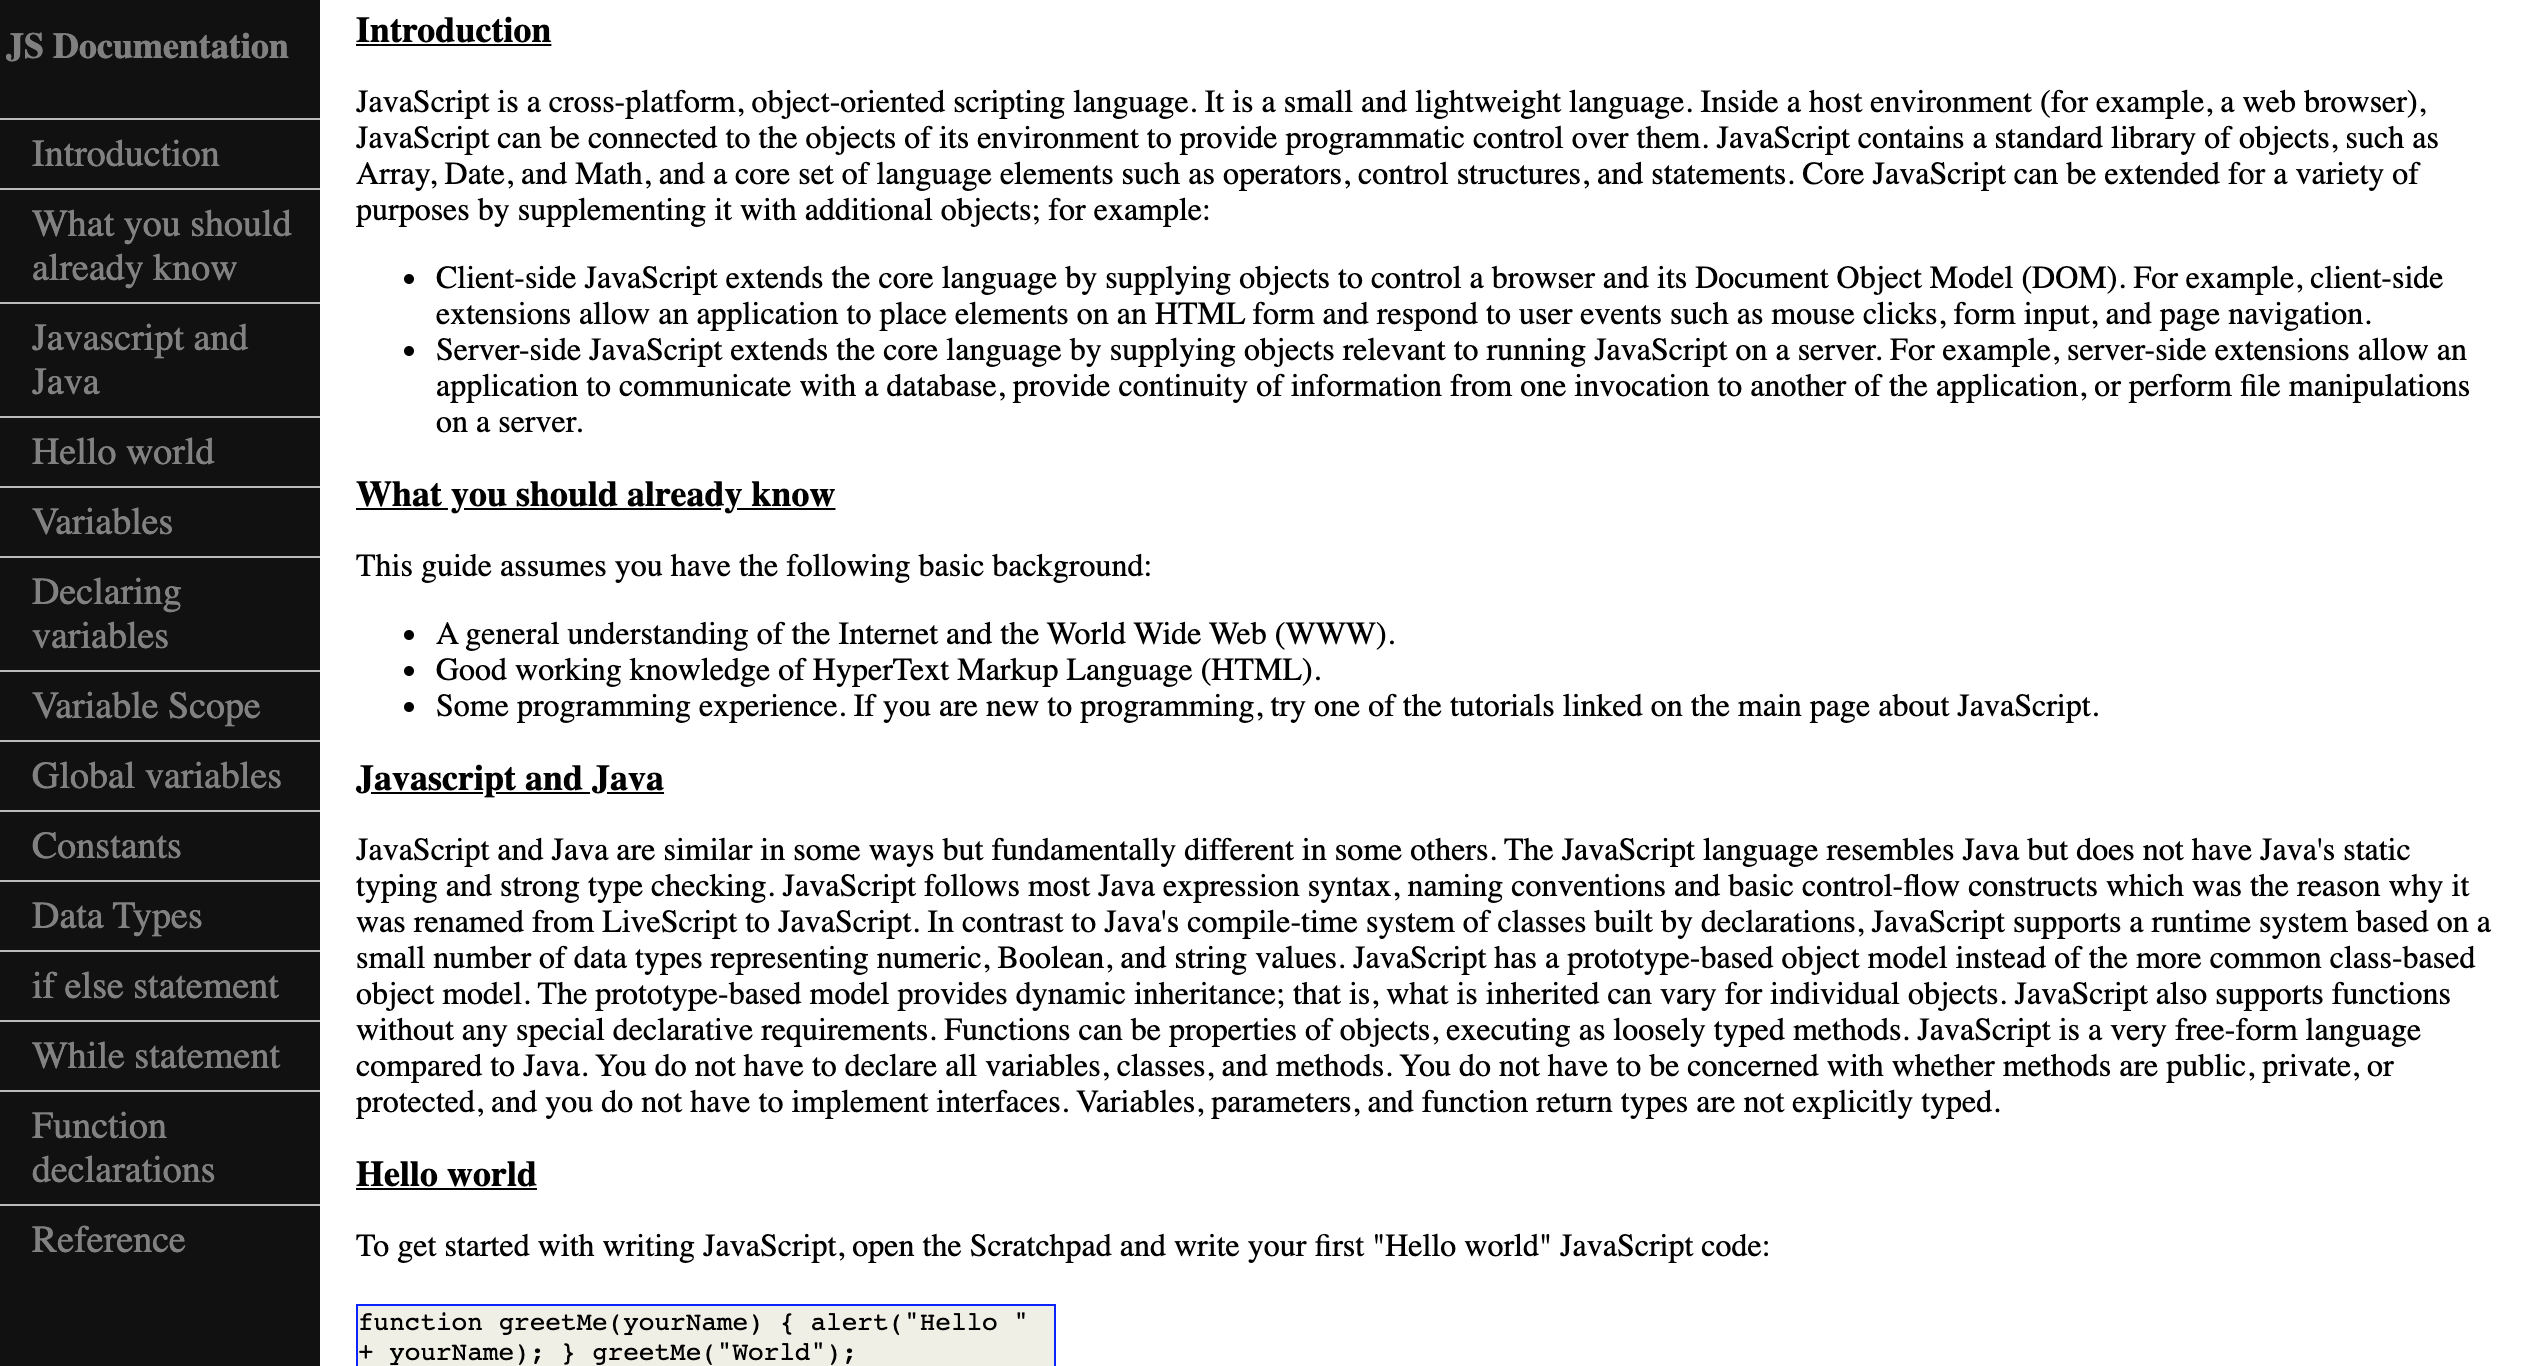 JS Documentation
Introduction
What you should
already know
Javascript and
Java
Hello world
Variables
Declaring
variables
Variable Scope
Global variables
Constants
Data Types
if else statement
While statement
Function
declarations
Reference
Introduction
JavaScript is a cross-platform, object-oriented scripting language. It is a small and lightweight language. Inside a host environment (for example, a web browser),
JavaScript can be connected to the objects of its environment to provide programmatic control over them. JavaScript contains a standard library of objects, such as
Array, Date, and Math, and a core set of language elements such as operators, control structures, and statements. Core JavaScript can be extended for a variety of
purposes by supplementing it with additional objects; for example:
• Client-side JavaScript extends the core language by supplying objects to control a browser and its Document Object Model (DOM). For example, client-side
extensions allow an application to place elements on an HTML form and respond to user events such as mouse clicks, form input, and page navigation.
• Server-side JavaScript extends the core language by supplying objects relevant to running JavaScript on a server. For example, server-side extensions allow an
application to communicate with a database, provide continuity of information from one invocation to another of the application, or perform file manipulations
on a server.
What you should already know
This guide assumes you have the following basic background:
• A general understanding of the Internet and the World Wide Web (WWW).
• Good working knowledge of HyperText Markup Language (HTML).
• Some programming experience. If you are new to programming, try one of the tutorials linked on the main page about JavaScript.
Javascript and Java
JavaScript and Java are similar in some ways but fundamentally different in some others. The JavaScript language resembles Java but does not have Java's static
typing and strong type checking. JavaScript follows most Java expression syntax, naming conventions and basic control-flow constructs which was the reason why it
was renamed from LiveScript to JavaScript. In contrast to Java's compile-time system of classes built by declarations, JavaScript supports a runtime system based on a
small number of data types representing numeric, Boolean, and string values. JavaScript has a prototype-based object model instead of the more common class-based
object model. The prototype-based model provides dynamic inheritance; that is, what is inherited can vary for individual objects. JavaScript also supports functions
without any special declarative requirements. Functions can be properties of objects, executing as loosely typed methods. JavaScript is a very free-form language
compared to Java. You do not have to declare all variables, classes, and methods. You do not have to be concerned with whether methods are public, private, or
protected, and you do not have to implement interfaces. Variables, parameters, and function return types are not explicitly typed.
Hello world
To get started with writing JavaScript, open the Scratchpad and write your first "Hello world" JavaScript code:
function greetMe(yourName) { alert("Hello "
+ yourName); } greetMe("World");